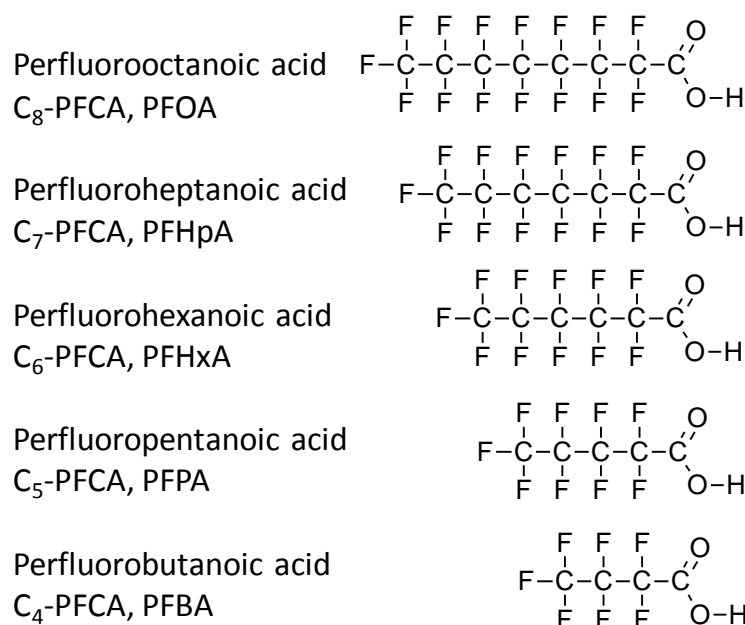 Perfluorooctanoic acid
C₈-PFCA, PFOA
F F F F F F F O
F–C–C–C–C–C–C–C–C
F F F F F F F O–H
Perfluoroheptanoic acid
C₇-PFCA, PFHpA
F F F F F F O
F–C–C–C–C–C–C–C
F F F F F F O–H
Perfluorohexanoic acid
C₆-PFCA, PFHxA
F F F F F O
F–C–C–C–C–C–C
F F F F F O–H
Perfluoropentanoic acid
C₅-PFCA, PFPA
F F F F O
F–C–C–C–C–C
F F F F O–H
Perfluorobutanoic acid
C₄-PFCA, PFBA
F F F O
F–C–C–C–C
F F F O–H